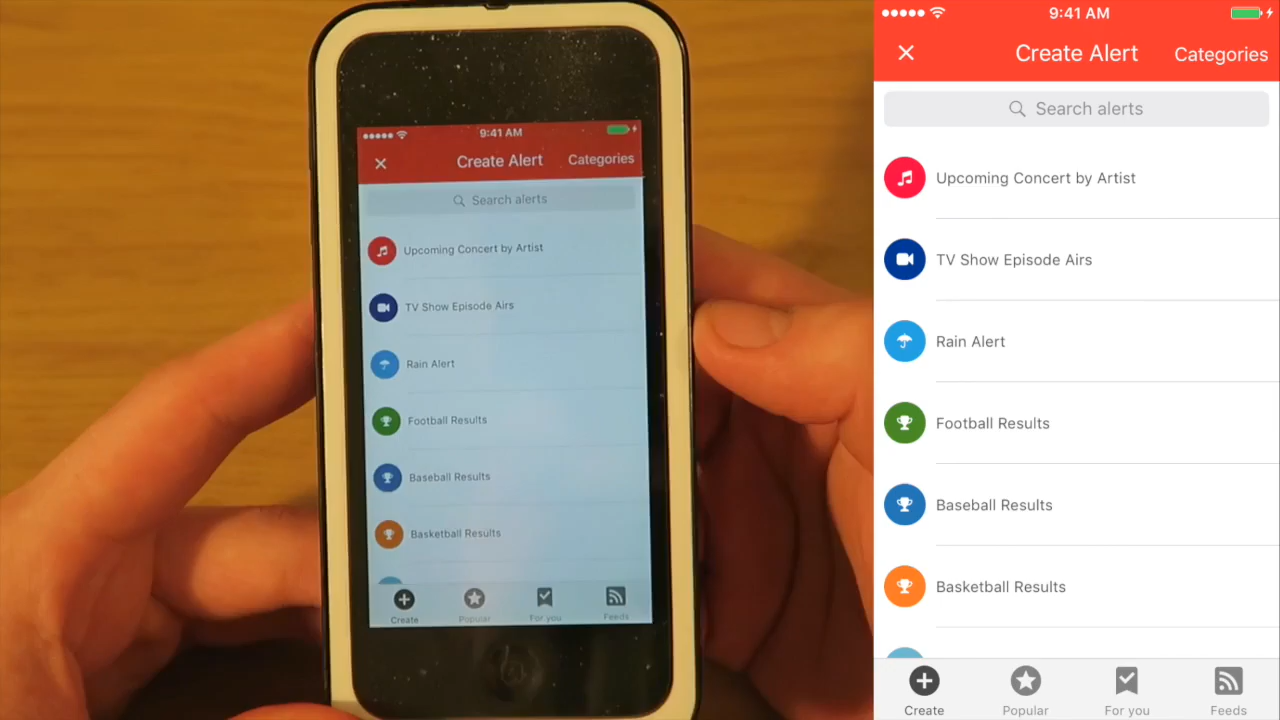 9:41 AM
Create Alert
Categories
Search alerts
Upcoming Concert by Artist
TV Show Episode Airs
Rain Alert
Football Results
Baseball Results
Basketball Results
Create
Popular
For you
Feeds
9:41 AM
Create Alert
Categories
Search alerts
Upcoming Concert by Artist
TV Show Episode Airs
Rain Alert
Football Results
Baseball Results
Basketball Results
Create
Popular
For you
Feeds